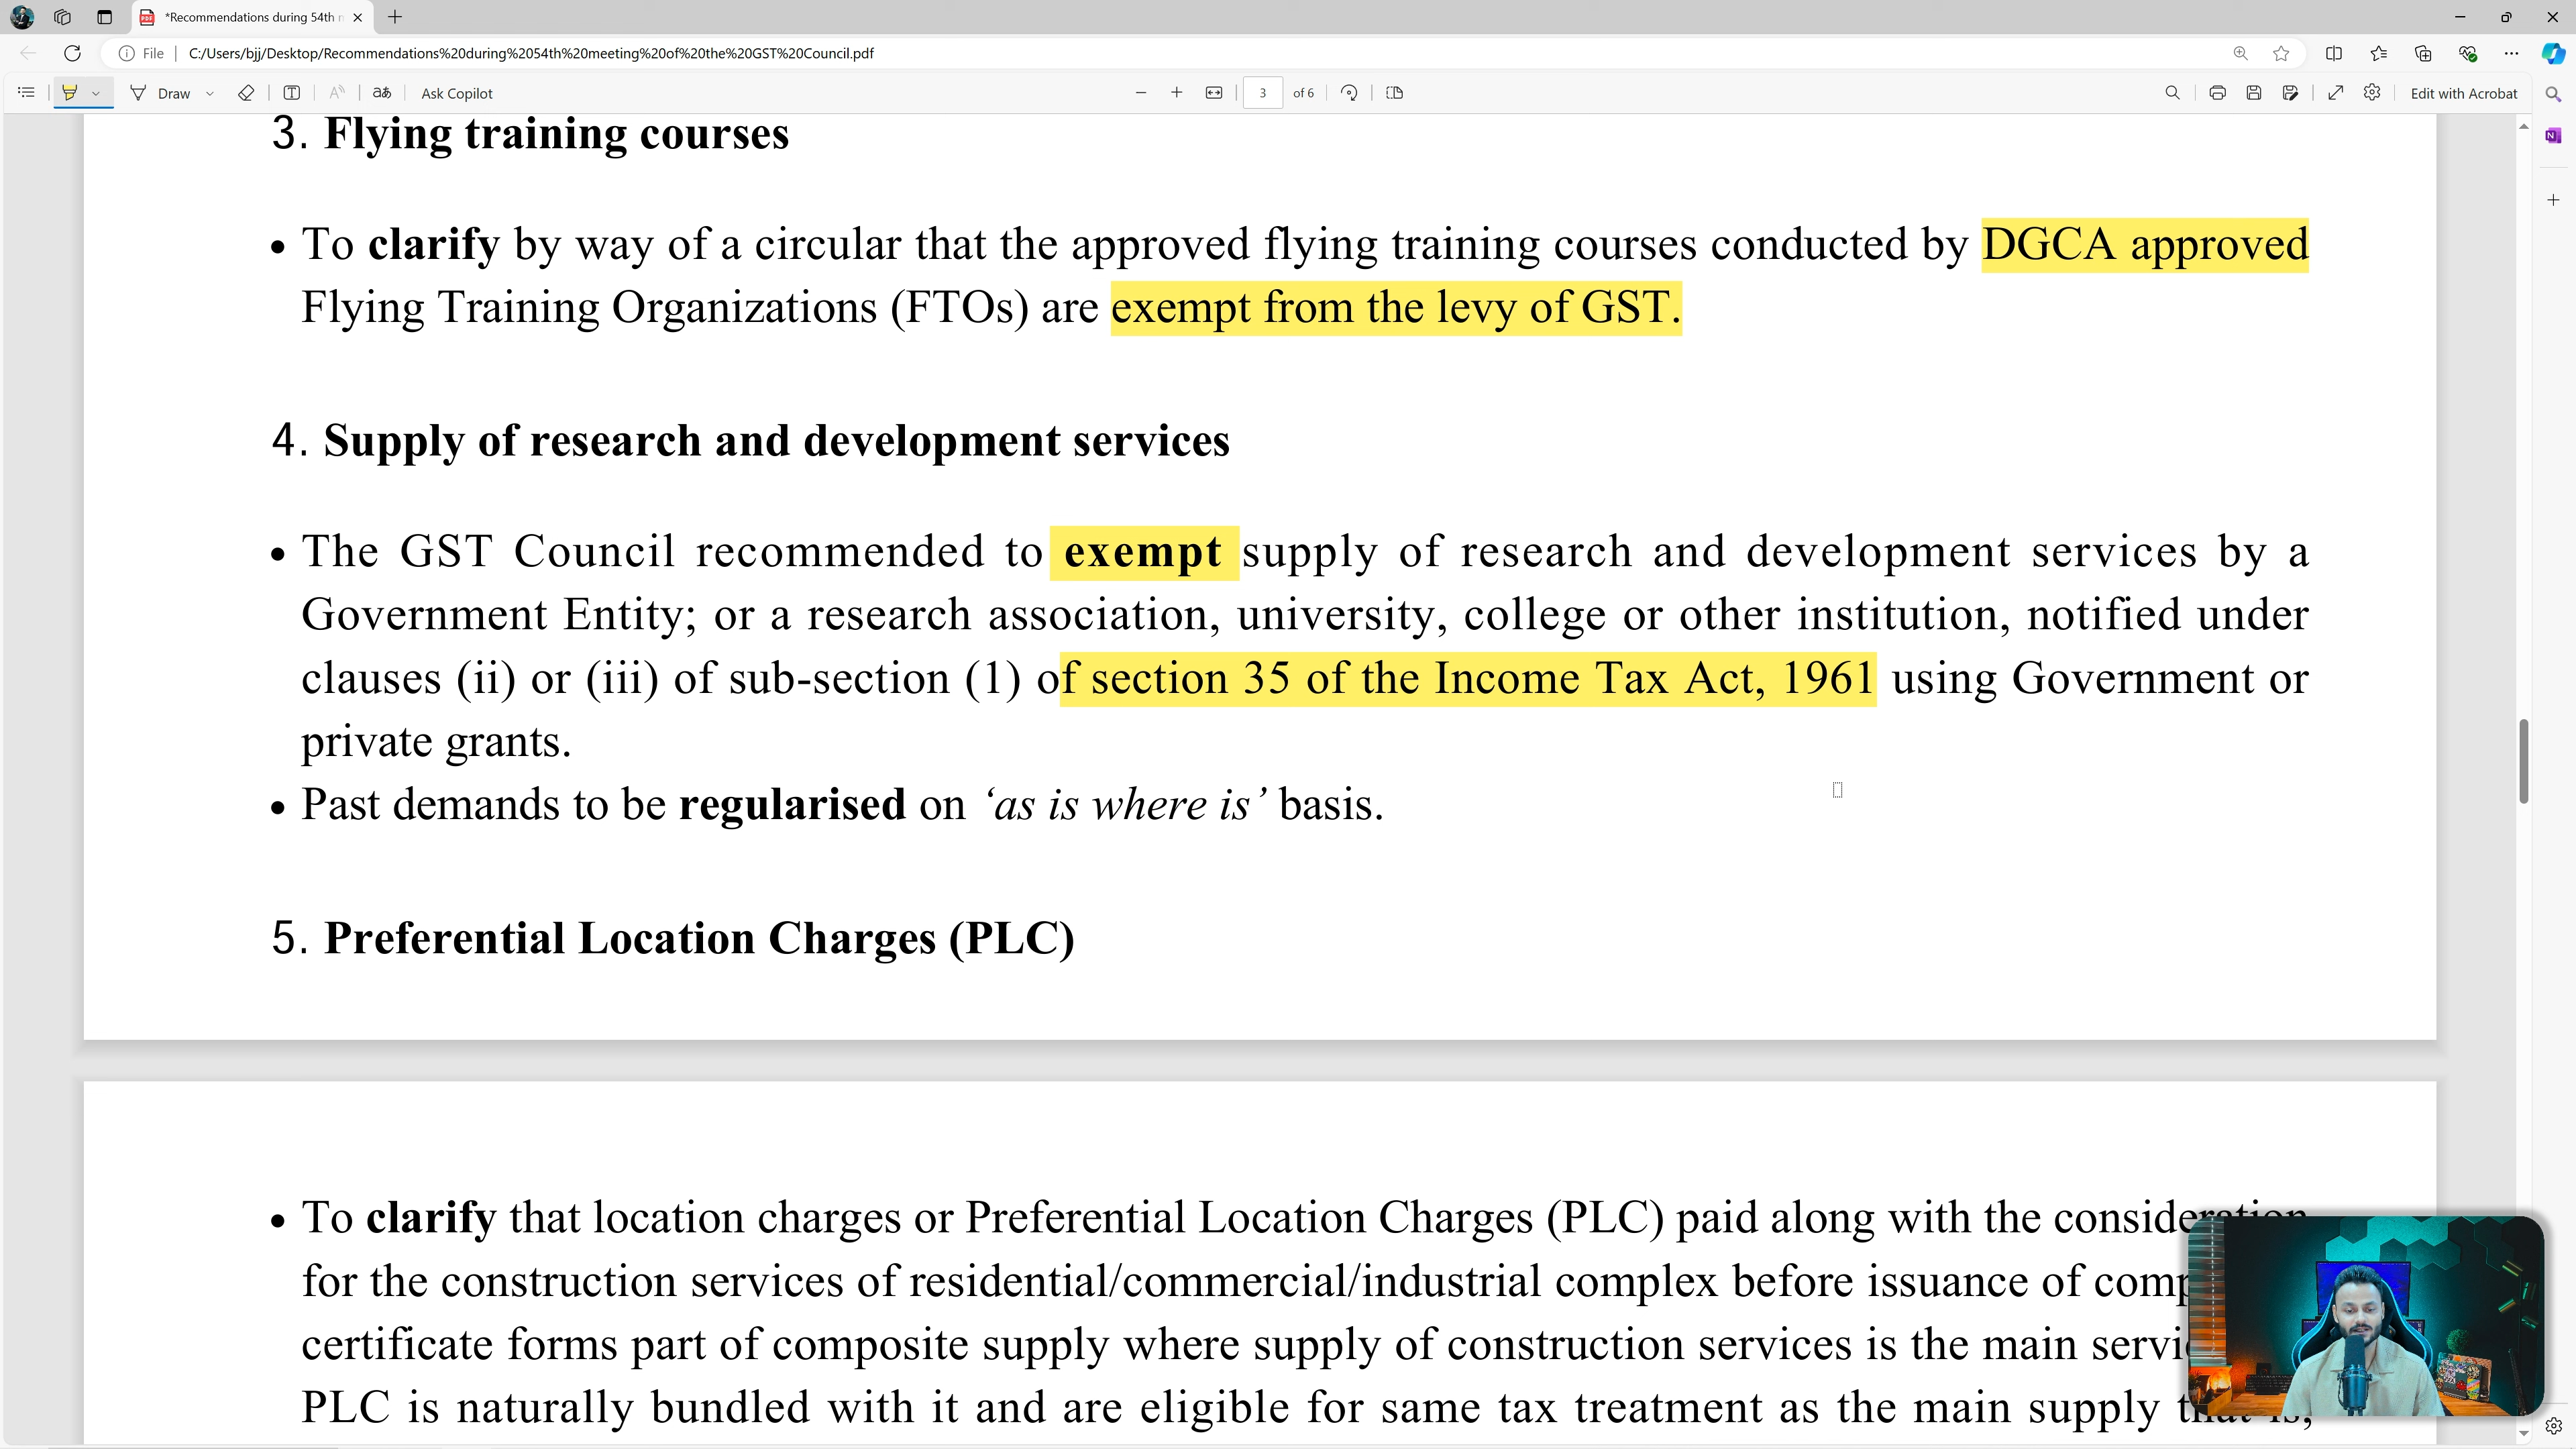 *Recommendations during 54th
File
C:/Users/bjj/Desktop/Recommendations%20during%2054th%20meeting%20of%20the%20GST%20Council.pdf
Draw
aあ
Ask Copilot
3 of 6
Edit with Acrobat
3. Flying training courses
• To clarify by way of a circular that the approved flying training courses conducted by DGCA approved
Flying Training Organizations (FTOs) are exempt from the levy of GST.
4. Supply of research and development services
• The GST Council recommended to exempt supply of research and development services by a
Government Entity; or a research association, university, college or other institution, notified under
clauses (ii) or (iii) of sub-section (1) of section 35 of the Income Tax Act, 1961 using Government or
private grants.
• Past demands to be regularised on ‘as is where is’ basis.
5. Preferential Location Charges (PLC)
• To clarify that location charges or Preferential Location Charges (PLC) paid along with the consideration
for the construction services of residential/commercial/industrial complex before issuance of comp
certificate forms part of composite supply where supply of construction services is the main servi
PLC is naturally bundled with it and are eligible for same tax treatment as the main supply that is,